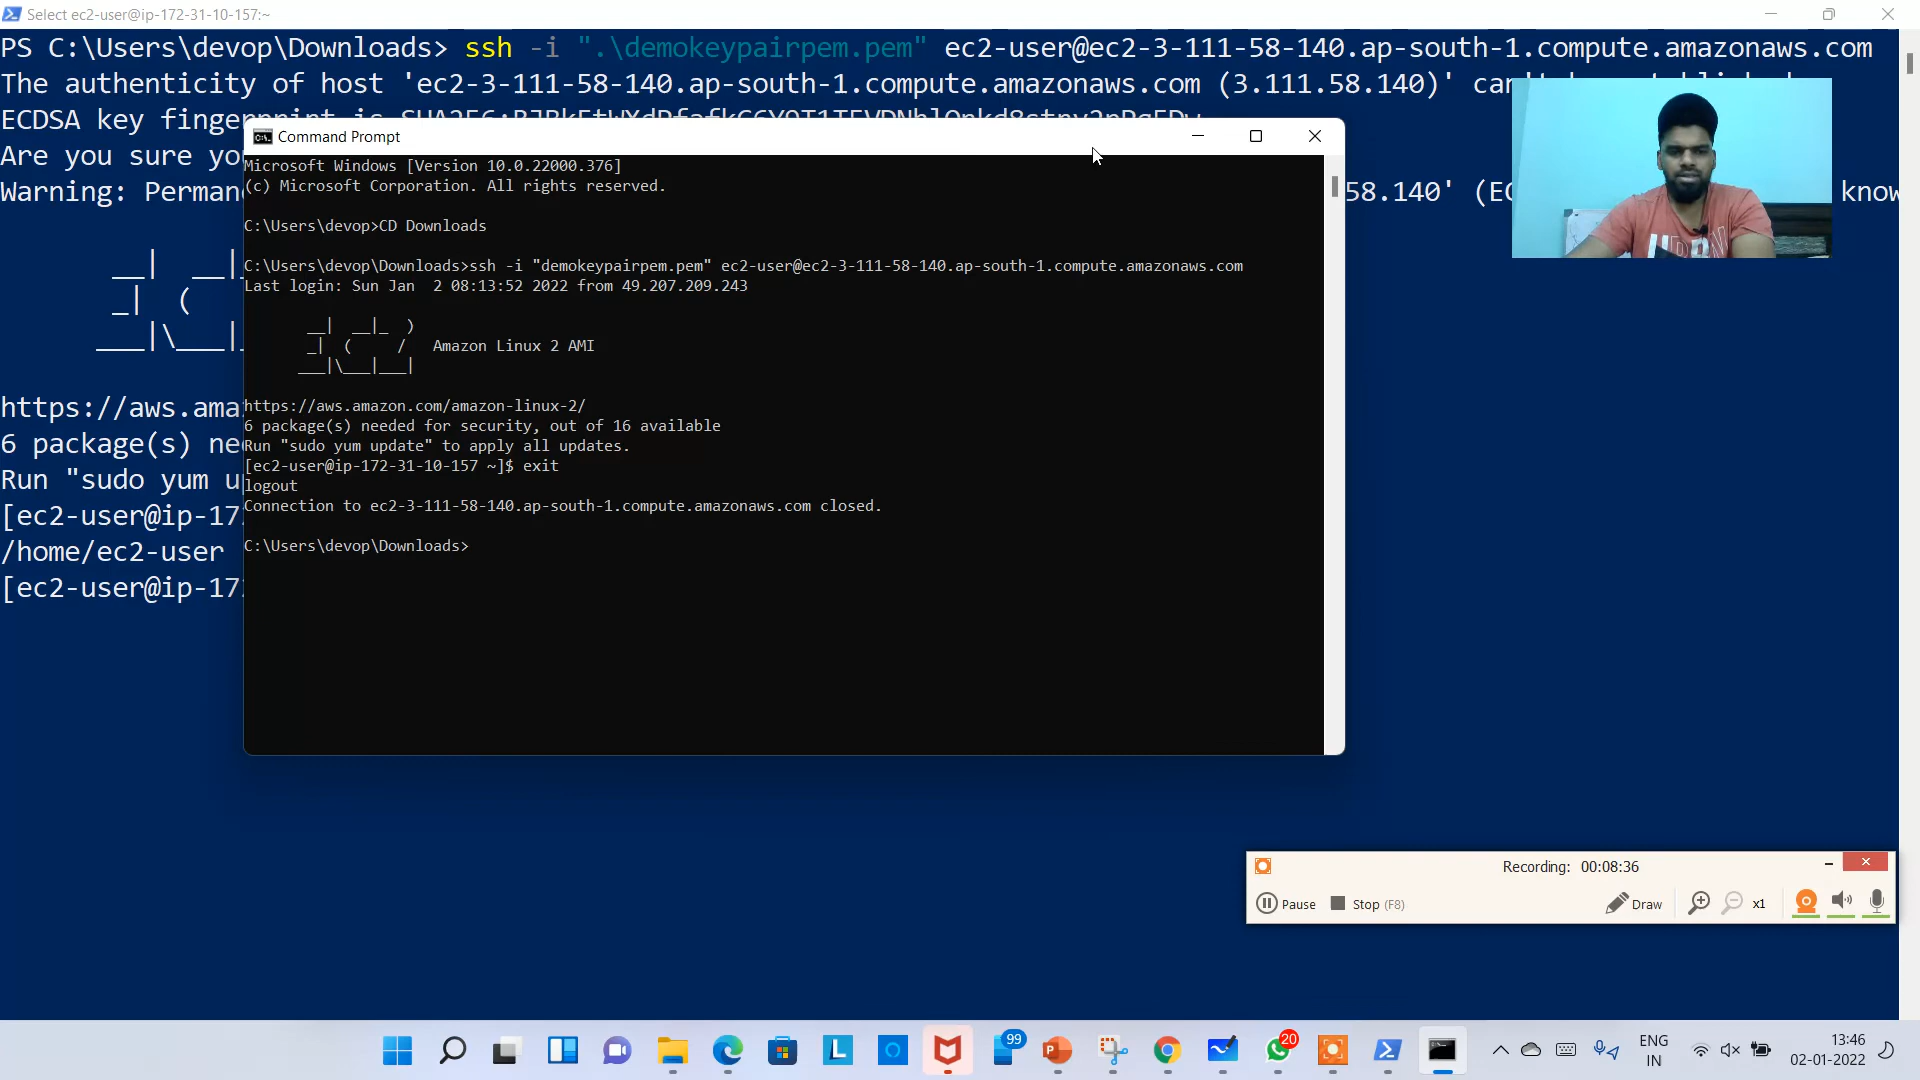 Select ec2-user@ip-172-31-10-157:~
PS C:\Users\devop\Downloads> ssh -i ".\demokeypairpem.pem" ec2-user@ec2-3-111-58-140.ap-south-1.compute.amazonaws.com
The authenticity of host 'ec2-3-111-58-140.ap-south-1.compute.amazonaws.com (3.111.58.140)'
ECDSA key
Are you sure
Warning:
58.140'
https://aws.ama
6 package(s)
Run "sudo yum
[ec2-user@ip-17
/home/ec2-user
[ec2-user@ip-17
Command Prompt
Microsoft Windows [Version 10.0.22000.376]
(c) Microsoft Corporation. All rights reserved.
C:\Users\devop>CD Downloads
C:\Users\devop\Downloads>ssh -i "demokeypairpem.pem" ec2-user@ec2-3-111-58-140.ap-south-1.compute.amazonaws.com
Last login: Sun Jan  2 08:13:52 2022 from 49.207.209.243
Amazon Linux 2 AMI
https://aws.amazon.com/amazon-linux-2/
6 package(s) needed for security, out of 16 available
Run "sudo yum update" to apply all updates.
[ec2-user@ip-172-31-10-157 ~]$ exit
logout
Connection to ec2-3-111-58-140.ap-south-1.compute.amazonaws.com closed.
C:\Users\devop\Downloads>
Recording: 00:08:36
Pause Stop (F8) Draw x1
99
20
ENG
IN
13:46
02-01-2022